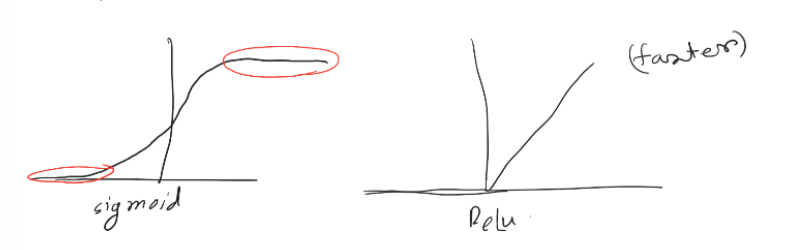 (faster)
sigmoid
Relu